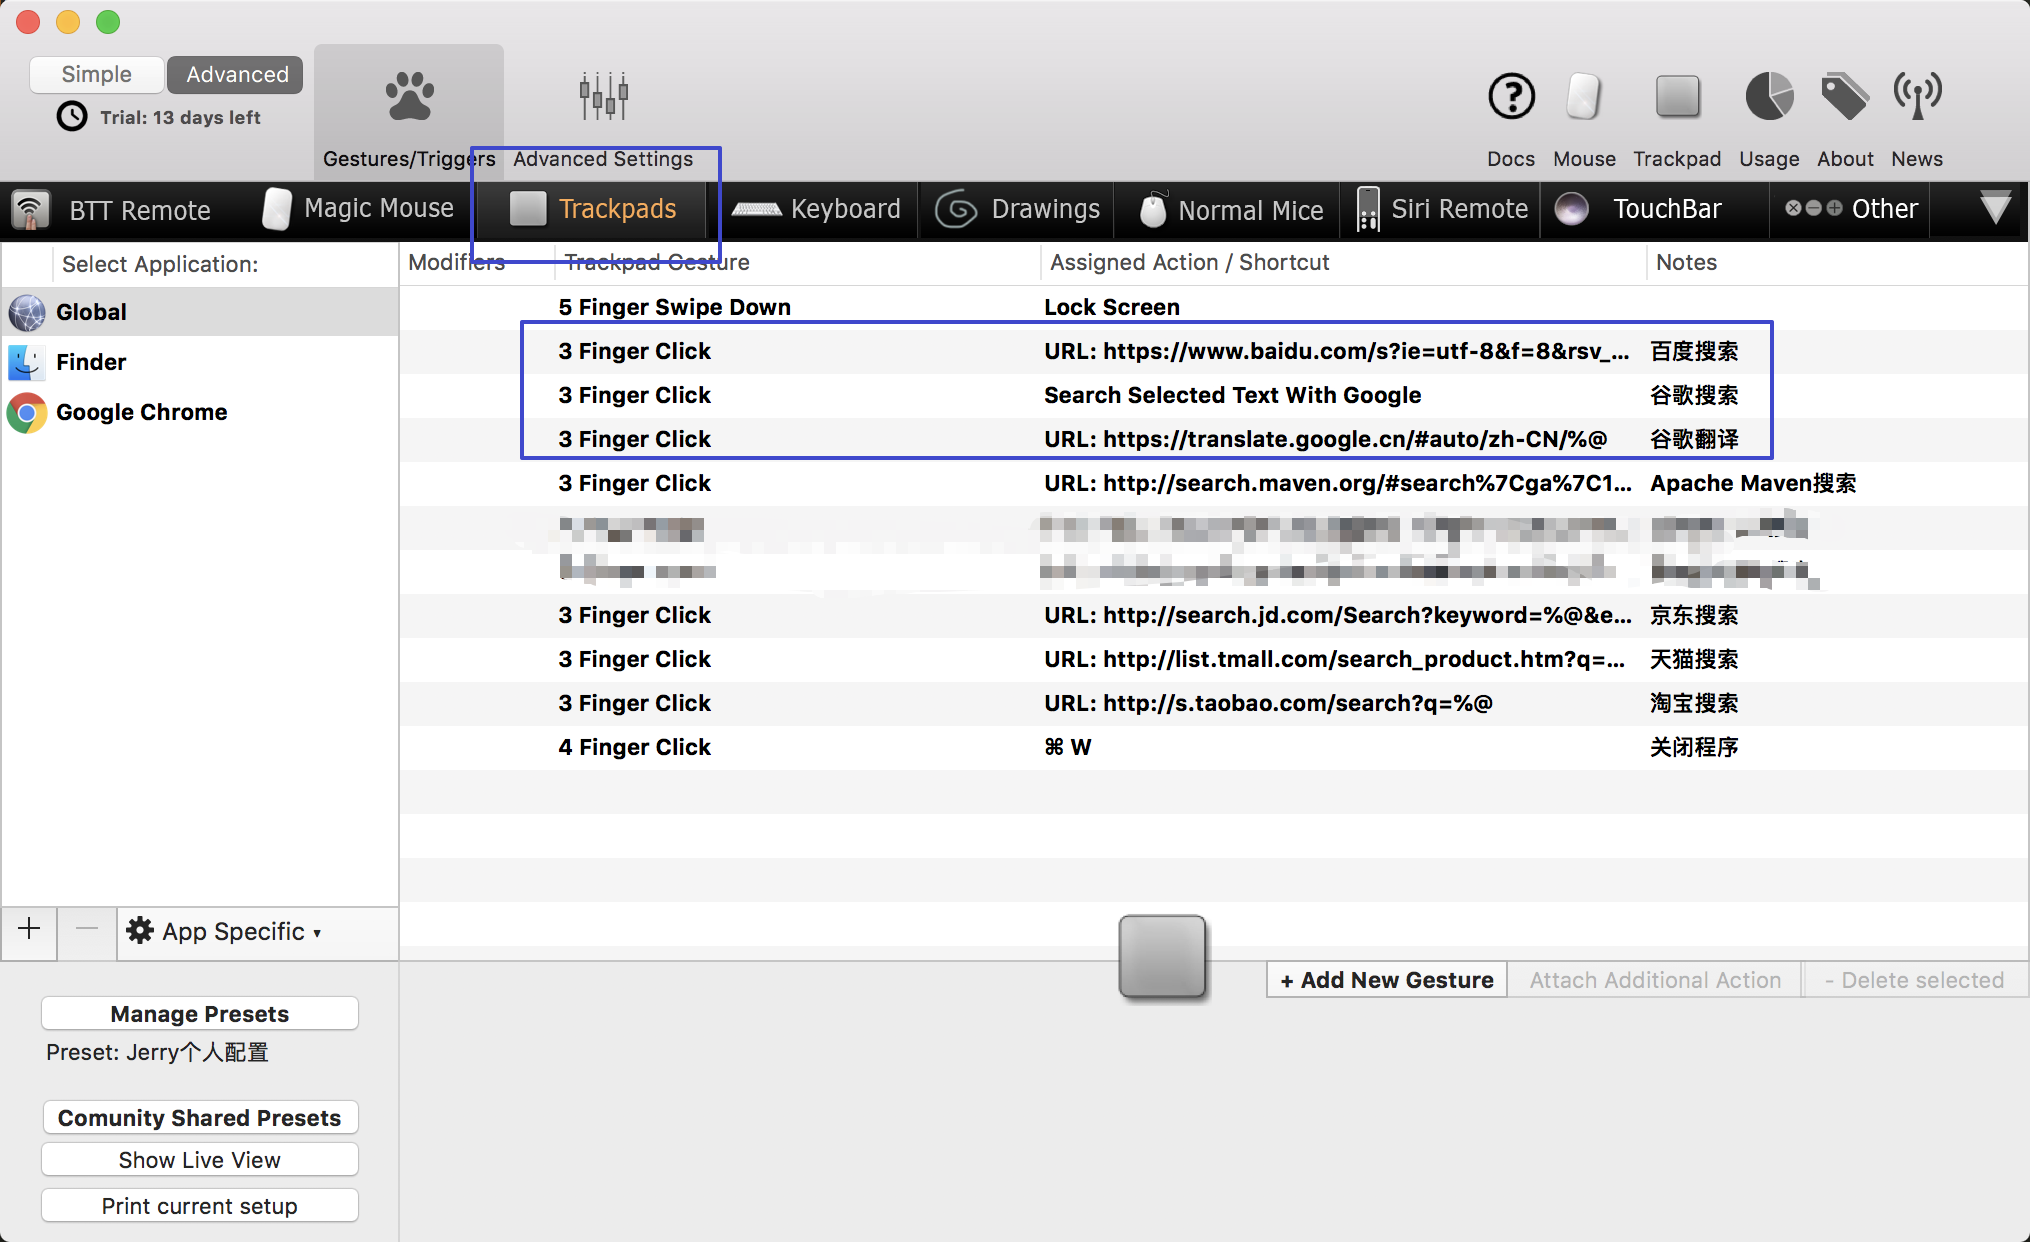 Simple Advanced
Trial: 13 days left
Gestures/Triggers Advanced Settings
Docs Mouse Trackpad Usage About News
BTT Remote Magic Mouse Trackpads Keyboard Drawings Normal Mice Siri Remote TouchBar Other
Select Application: Modifiers Trackpad Gesture Assigned Action / Shortcut Notes
Global
Finder
Google Chrome
5 Finger Swipe Down Lock Screen
3 Finger Click URL: https://www.baidu.com/s?ie=utf-8&f=8&rsv_... 百度搜索
3 Finger Click Search Selected Text With Google 谷歌搜索
3 Finger Click URL: https://translate.google.cn/#auto/zh-CN/%@ 谷歌翻译
3 Finger Click URL: http://search.maven.org/#search%7Cga%7C1... Apache Maven搜索
3 Finger Click URL: http://search.jd.com/Search?keyword=%@&e... 京东搜索
3 Finger Click URL: http://list.tmall.com/search_product.htm?q=... 天猫搜索
3 Finger Click URL: http://s.taobao.com/search?q=%@ 淘宝搜索
4 Finger Click ⌘ W 关闭程序
+ − App Specific ▾
+ Add New Gesture Attach Additional Action - Delete selected
Manage Presets
Preset: Jerry个人配置
Comunity Shared Presets
Show Live View
Print current setup